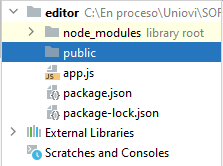 editor C:\En proceso\Uniovi\SOF
node_modules library root
public
app.js
package.json
package-lock.json
External Libraries
Scratches and Consoles